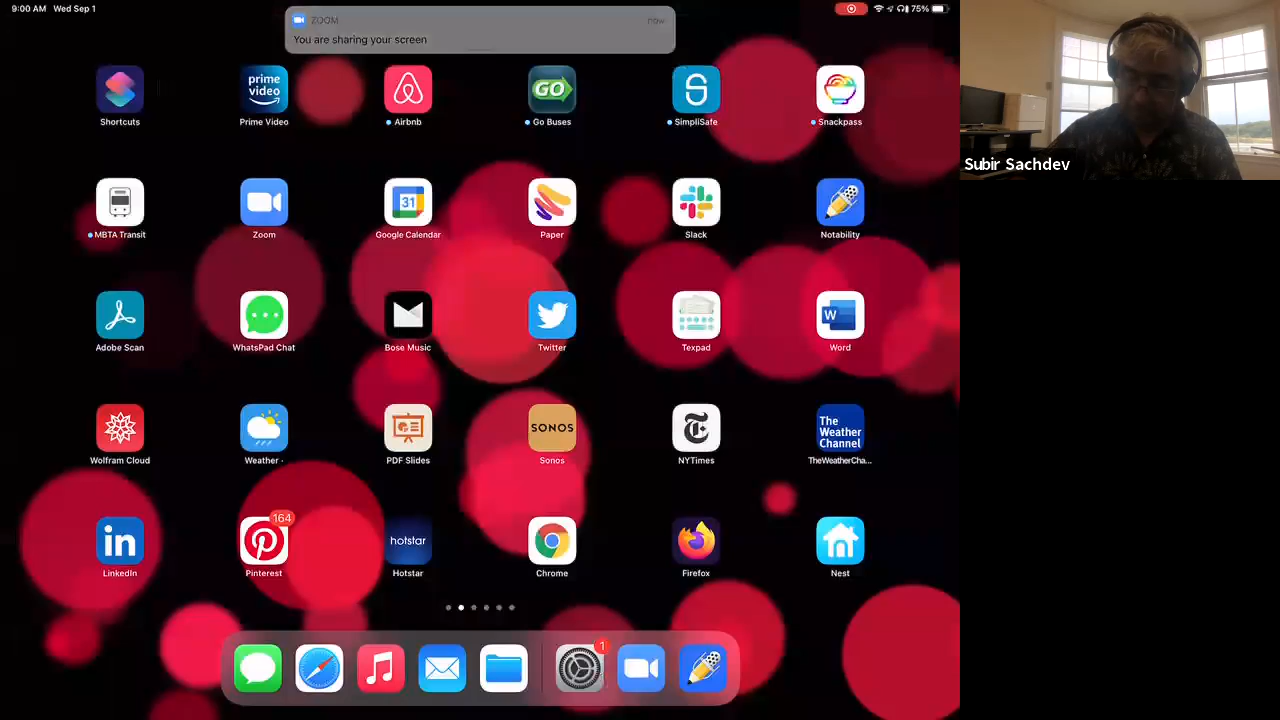 9:00 AM Wed Sep 1
75%
ZOOM
now
You are sharing your screen
prime video
Shortcuts
Prime Video
Airbnb
GO
Go Buses
SimpliSafe
Snackpass
Subir Sachdev
31
MBTA Transit
Zoom
Google Calendar
Paper
Slack
Notability
W
Adobe Scan
WhatsPad Chat
Bose Music
Twitter
Texpad
Word
SONOS
The Weather Channel
Wolfram Cloud
Weather ·
PDF Slides
Sonos
NYTimes
TheWeatherCha...
164
in
hotstar
LinkedIn
Pinterest
Hotstar
Chrome
Firefox
Nest
1